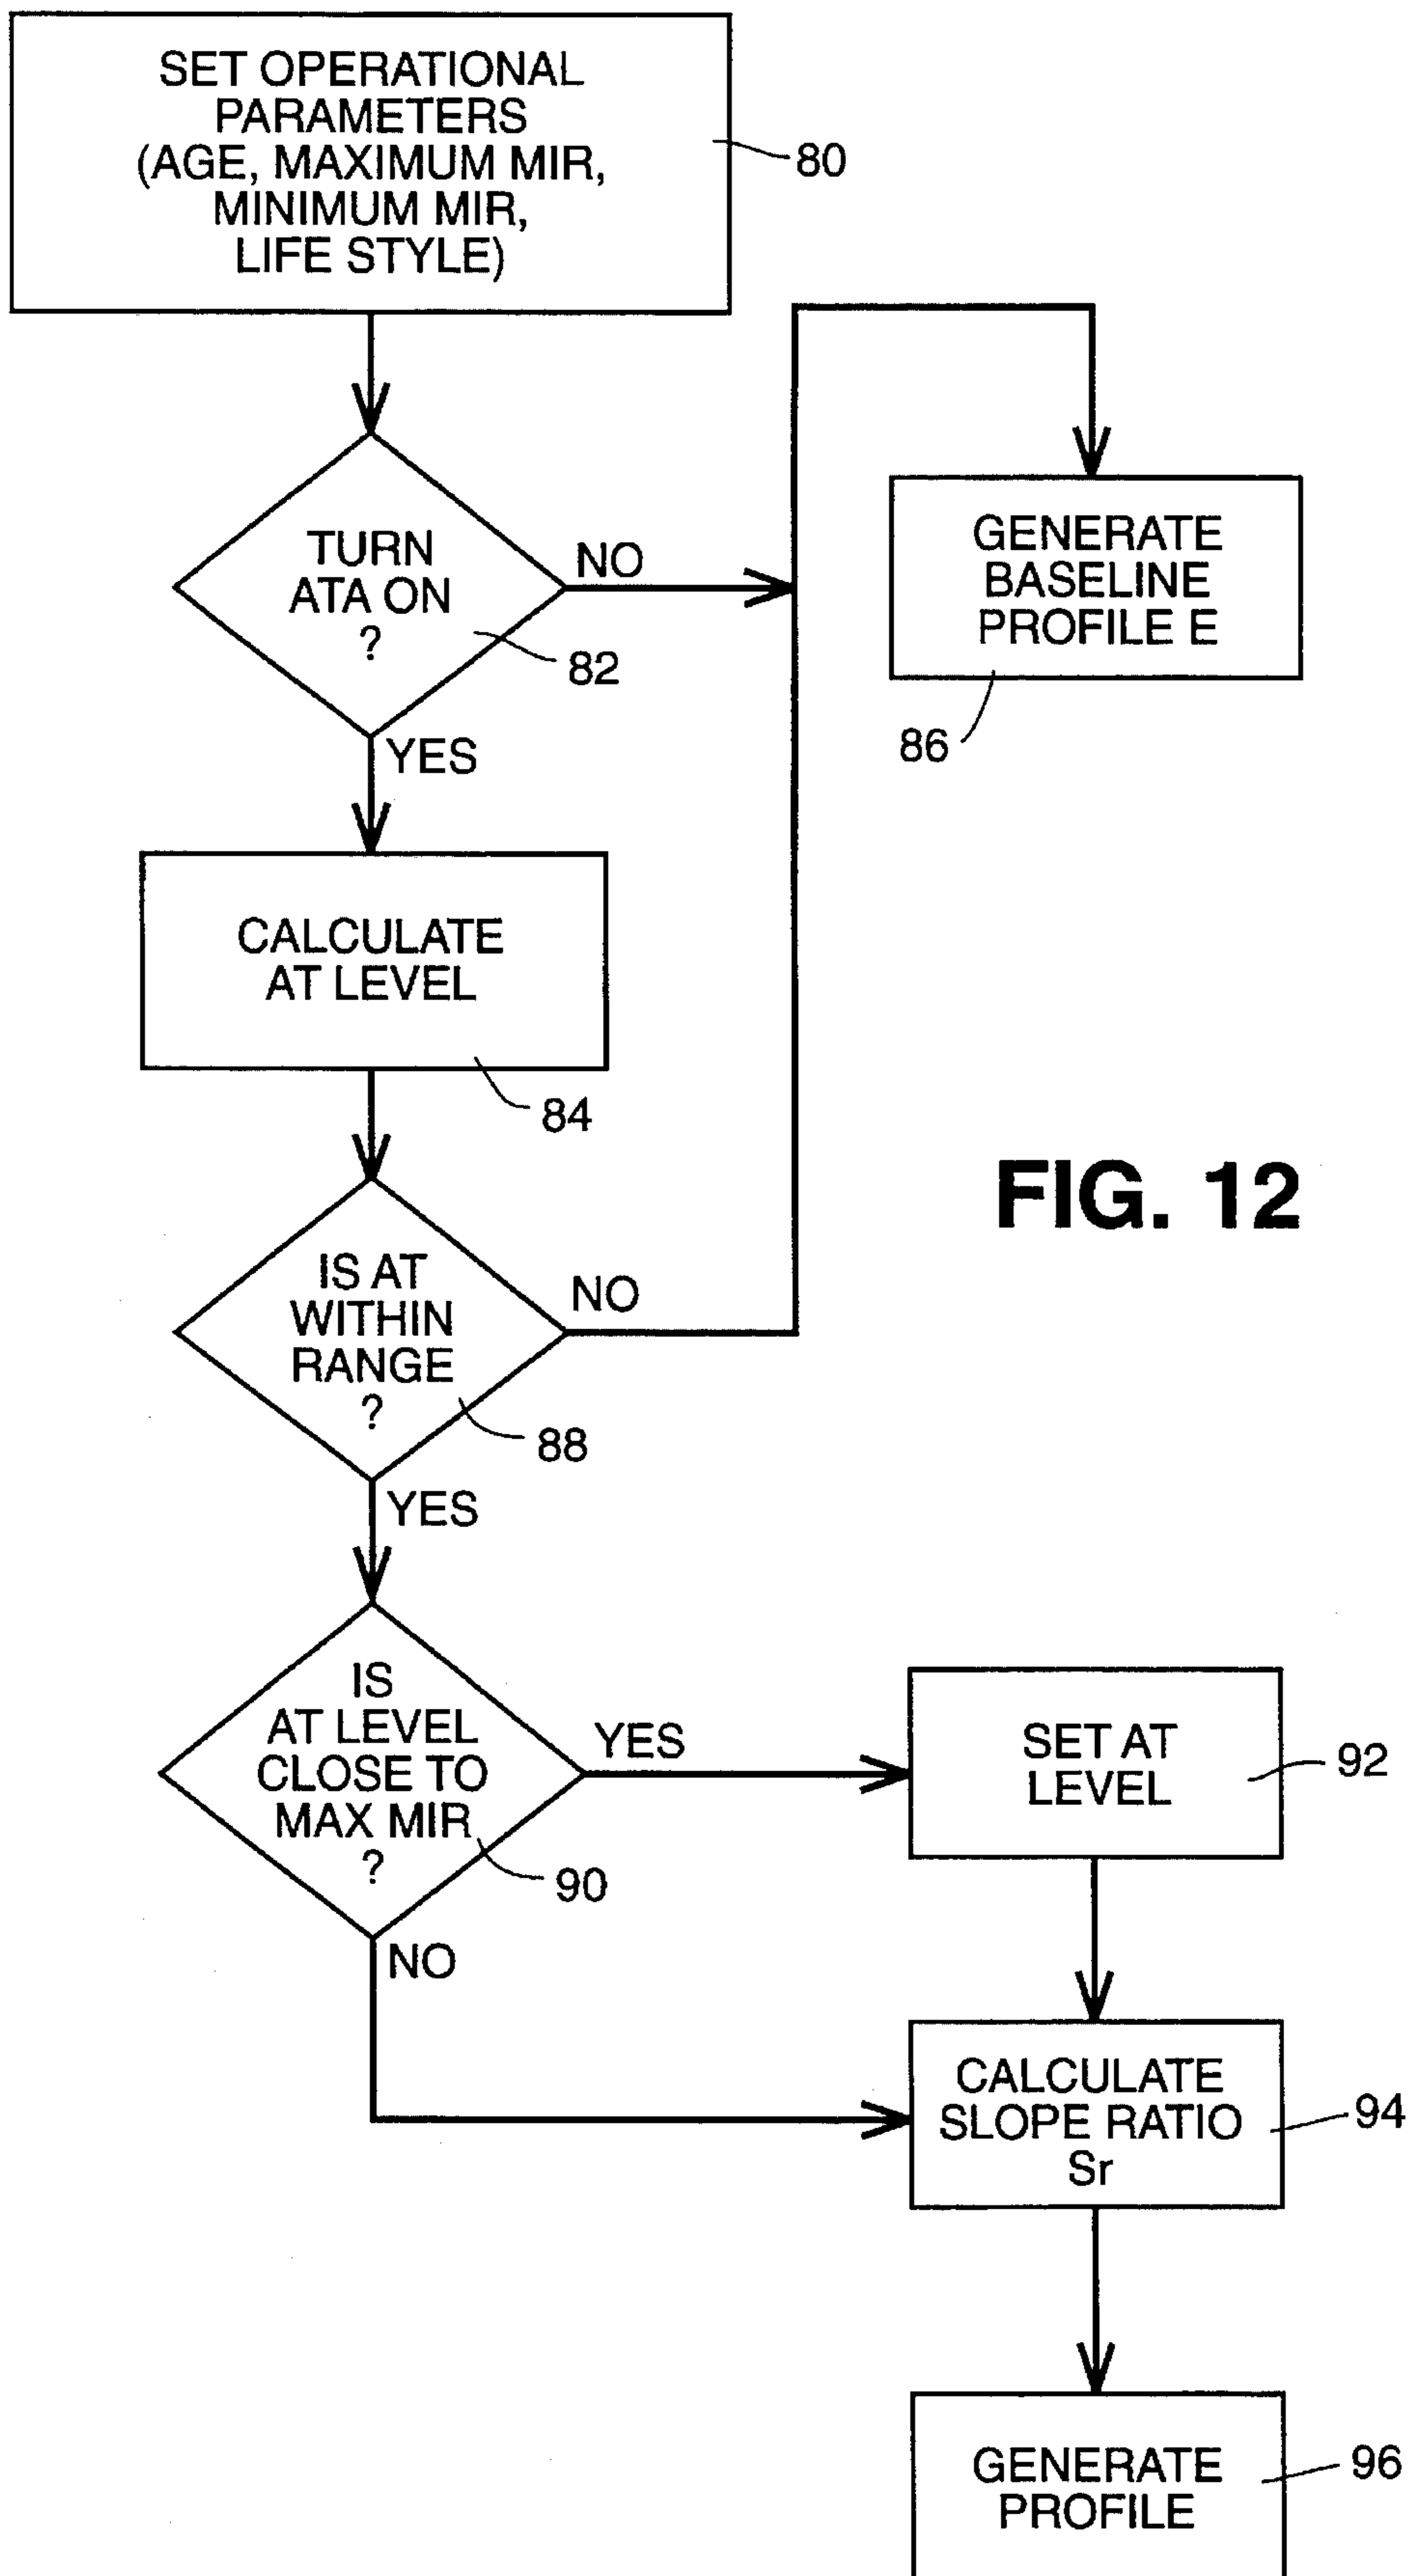 SET OPERATIONAL
PARAMETERS
(AGE, MAXIMUM MIR,
MINIMUM MIR,
LIFE STYLE)
80
TURN
ATA ON
?
82
NO
YES
GENERATE
BASELINE
PROFILE E
86
CALCULATE
AT LEVEL
84
FIG. 12
IS AT
WITHIN
RANGE
?
88
NO
YES
IS
AT LEVEL
CLOSE TO
MAX MIR
?
90
YES
NO
SET AT
LEVEL
92
CALCULATE
SLOPE RATIO
Sr
94
GENERATE
PROFILE
96